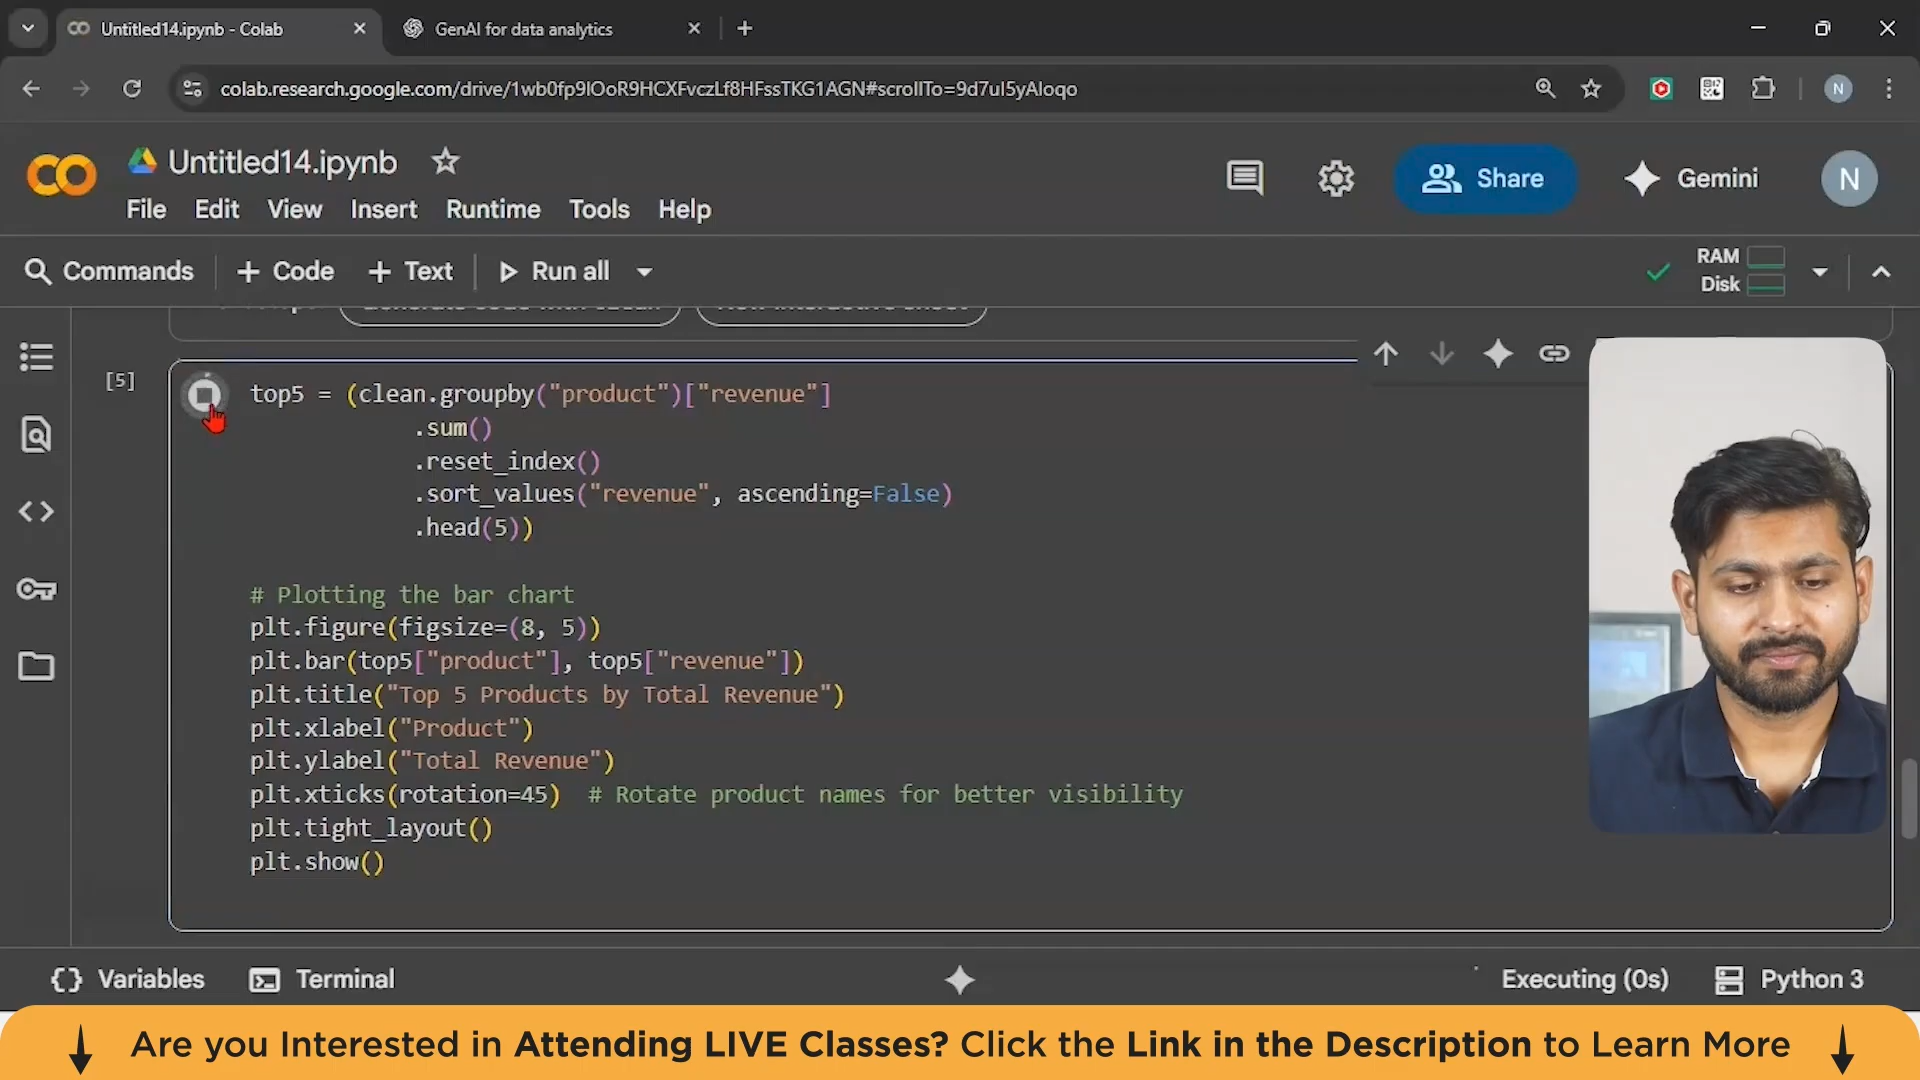 Untitled14.ipynb - Colab
GenAI for data analytics
colab.research.google.com/drive/1wb0fp9lOoR9HCXFvczLf8HFssTKG1AGN#scrollTo=9d7uI5yAloqo
N
Untitled14.ipynb
Share
Gemini
N
File Edit View Insert Runtime Tools Help
Commands + Code + Text Run all
RAM
Disk
[5]
top5 = (clean.groupby("product")["revenue"]
.sum()
.reset_index()
.sort_values("revenue", ascending=False)
.head(5))
# Plotting the bar chart
plt.figure(figsize=(8, 5))
plt.bar(top5["product"], top5["revenue"])
plt.title("Top 5 Products by Total Revenue")
plt.xlabel("Product")
plt.ylabel("Total Revenue")
plt.xticks(rotation=45)  # Rotate product names for better visibility
plt.tight_layout()
plt.show()
Variables Terminal Executing (0s) Python 3
Are you Interested in Attending LIVE Classes? Click the Link in the Description to Learn More